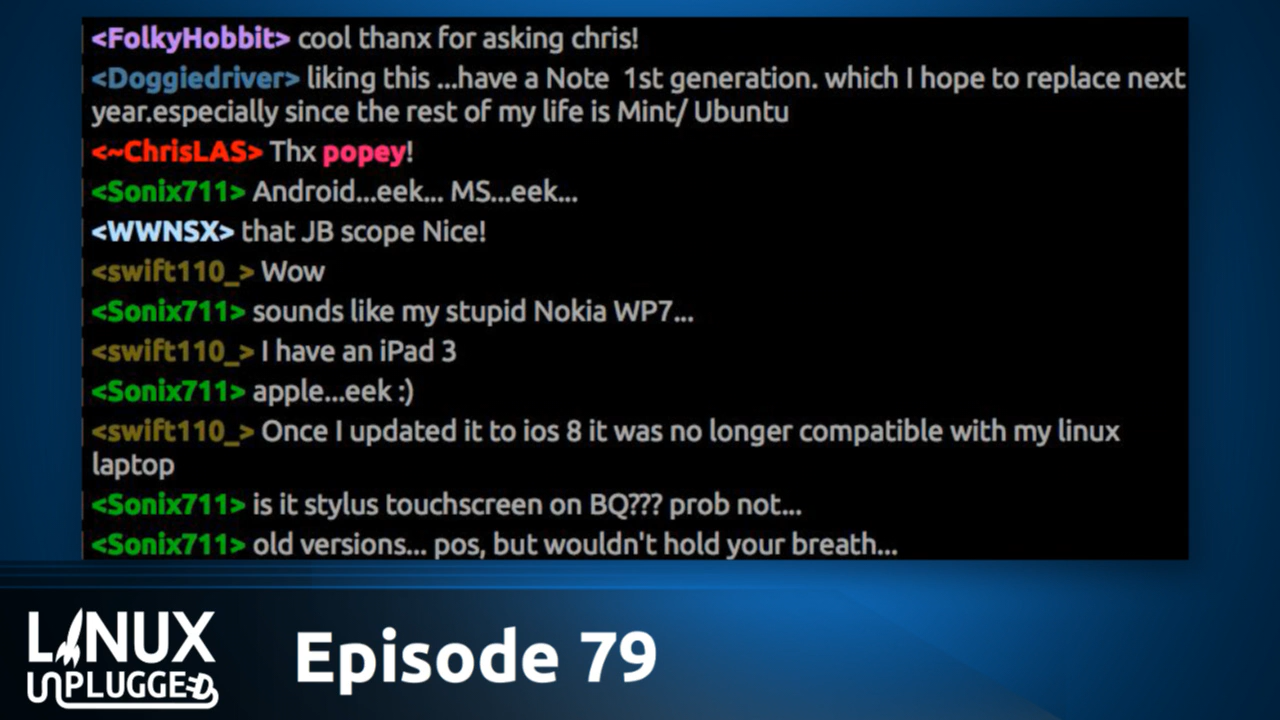 <FolkyHobbit> cool thanx for asking chris!
<Doggiedriver> liking this ...have a Note  1st generation. which I hope to replace next
year.especially since the rest of my life is Mint/ Ubuntu
<~ChrisLAS> Thx popey!
<Sonix711> Android...eek... MS...eek...
<WWNSX> that JB scope Nice!
<swift110_> Wow
<Sonix711> sounds like my stupid Nokia WP7...
<swift110_> I have an iPad 3
<Sonix711> apple...eek :)
<swift110_> Once I updated it to ios 8 it was no longer compatible with my linux
laptop
<Sonix711> is it stylus touchscreen on BQ??? prob not...
<Sonix711> old versions... pos, but wouldn't hold your breath...
LINUX
UNPLUGGED
Episode 79